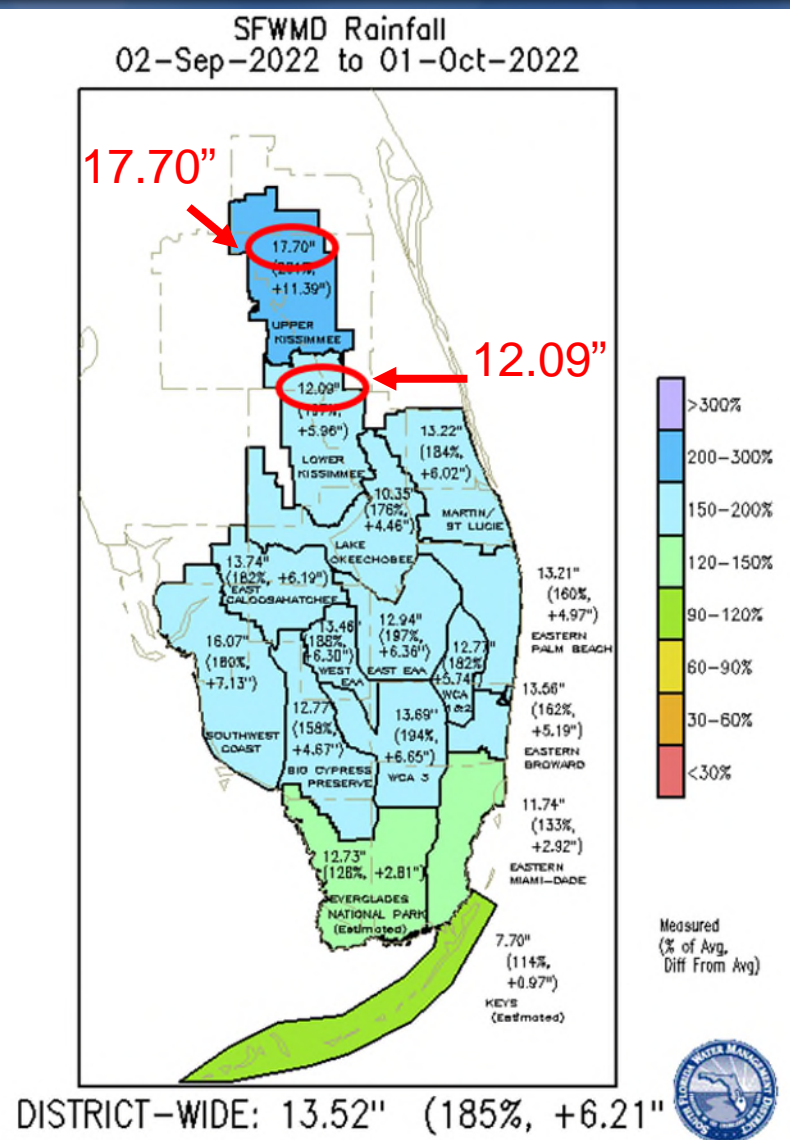 SFWMD Rainfall
02-Sep-2022 to 01-Oct-2022
17.70"
17.70"
+11.39")
UPPER
KISSIMMEE
12.09"
12.09"
+5.96")
LOWER
KISSIMMEE
13.22"
(184%,
+6.02")
MARTIN/
ST LUCIE
10.35"
(176%,
+4.46")
LAKE
OKEECHOBEE
13.74"
(182%, +6.19")
EAST
CALOOSAHATCHEE
16.07"
(180%,
+7.13")
SOUTHWEST
COAST
13.46"
(188%,
+6.30")
WEST
EAA
12.94"
(197%,
+6.36")
EAST EAA
12.77"
(182%
+5.74")
WCA
1&2
13.21"
(160%,
+4.97")
EASTERN
PALM BEACH
12.77"
(158%,
+4.67")
BIG CYPRESS
PRESERVE
13.69"
(194%,
+6.65")
WCA 3
13.56"
(162%,
+5.19")
EASTERN
BROWARD
11.74"
(133%,
+2.92")
EASTERN
MIAMI-DADE
12.73"
(128%, +2.81")
EVERGLADES
NATIONAL PARK
(Estimated)
7.70"
(114%,
+0.97")
KEYS
(Estimated)
>300%
200-300%
150-200%
120-150%
90-120%
60-90%
30-60%
<30%
Measured
(% of Avg,
Diff From Avg)
DISTRICT-WIDE: 13.52" (185%, +6.21"
SOUTH FLORIDA WATER MANAGEMENT DISTRICT